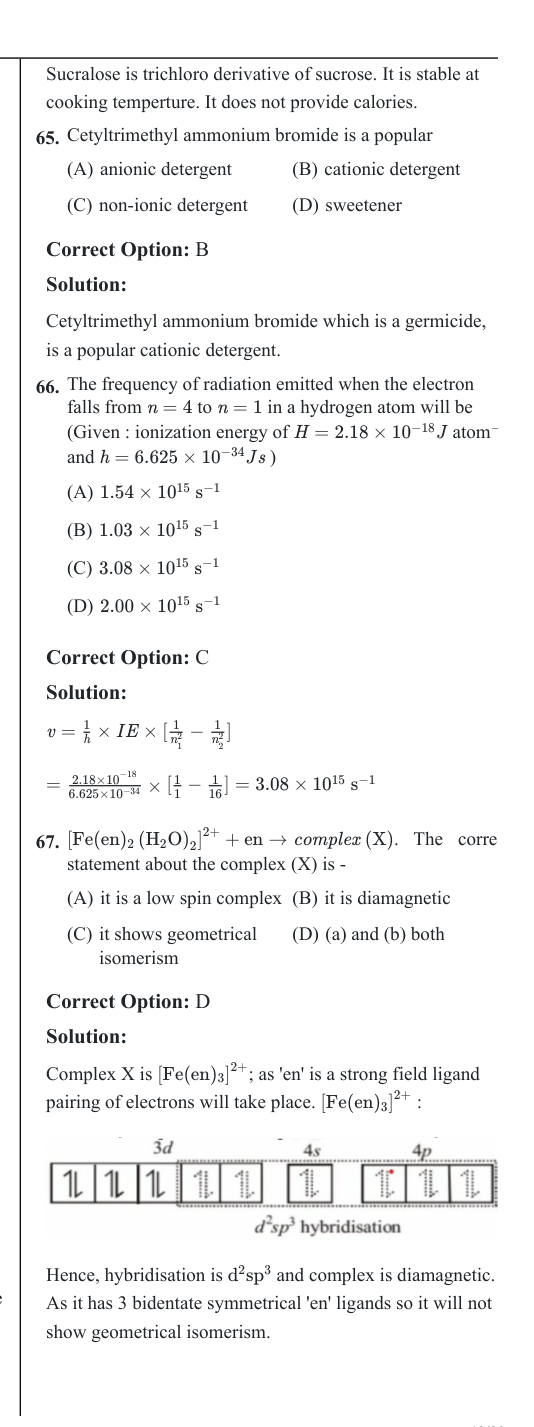 Sucralose is trichloro derivative of sucrose. It is stable at
cooking temperture. It does not provide calories.
65. Cetyltrimethyl ammonium bromide is a popular
(A) anionic detergent (B) cationic detergent
(C) non-ionic detergent (D) sweetener
Correct Option: B
Solution:
Cetyltrimethyl ammonium bromide which is a germicide,
is a popular cationic detergent.
66. The frequency of radiation emitted when the electron
falls from n = 4 to n = 1 in a hydrogen atom will be
(Given : ionization energy of H = 2.18 × 10⁻¹⁸ J atom⁻
and h = 6.625 × 10⁻³⁴ Js )
(A) 1.54 × 10¹⁵ s⁻¹
(B) 1.03 × 10¹⁵ s⁻¹
(C) 3.08 × 10¹⁵ s⁻¹
(D) 2.00 × 10¹⁵ s⁻¹
Correct Option: C
Solution:
v = 1/h × IE × [1/n₁² − 1/n₂²]
= 2.18×10⁻¹⁸/6.625×10⁻³⁴ × [1/1 − 1/16] = 3.08 × 10¹⁵ s⁻¹
67. [Fe(en)₂ (H₂O)₂]²⁺ + en → complex (X). The corre
statement about the complex (X) is -
(A) it is a low spin complex (B) it is diamagnetic
(C) it shows geometrical (D) (a) and (b) both
isomerism
Correct Option: D
Solution:
Complex X is [Fe(en)₃]²⁺; as 'en' is a strong field ligand
pairing of electrons will take place. [Fe(en)₃]²⁺ :
3d 4s 4p
⥮ ⥮ ⥮ ⥮ ⥮ ⥮ ⥮ ⥮ ⥮
d²sp³ hybridisation
Hence, hybridisation is d²sp³ and complex is diamagnetic.
As it has 3 bidentate symmetrical 'en' ligands so it will not
show geometrical isomerism.